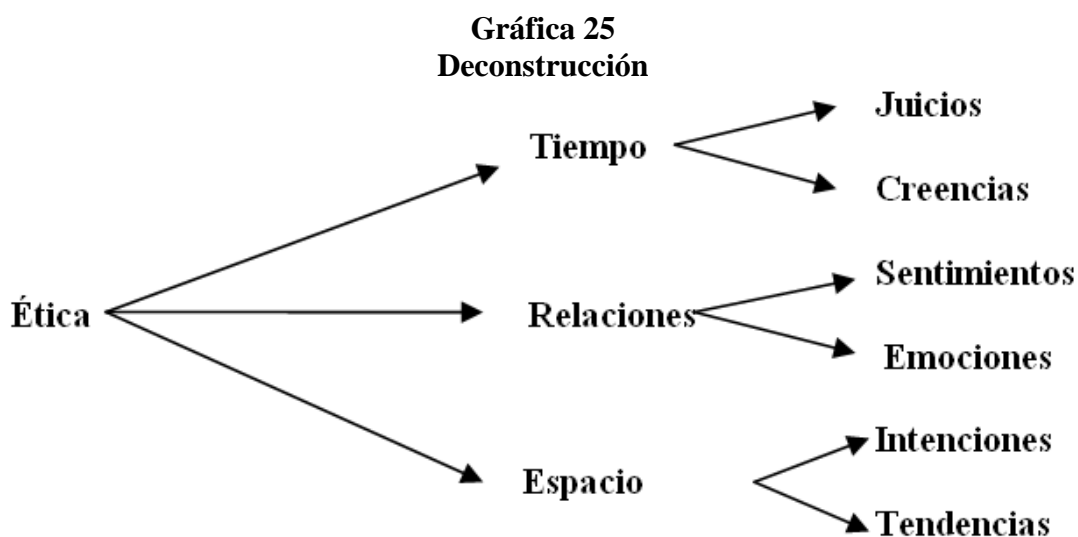 Gráfica 25
Deconstrucción
Juicios
Tiempo
Creencias
Sentimientos
Ética
Relaciones
Emociones
Intenciones
Espacio
Tendencias